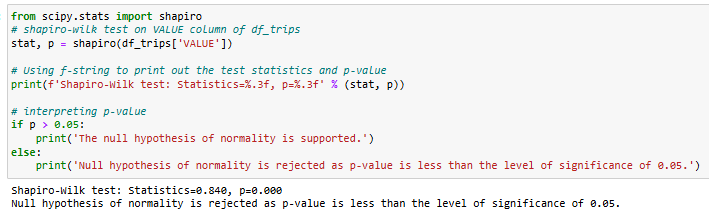 from scipy.stats import shapiro
# shapiro-wilk test on VALUE column of df_trips
stat, p = shapiro(df_trips['VALUE'])
# Using f-string to print out the test statistics and p-value
print(f'Shapiro-Wilk test: Statistics=%.3f, p=%.3f' % (stat, p))
# interpreting p-value
if p > 0.05:
    print('The null hypothesis of normality is supported.')
else:
    print('Null hypothesis of normality is rejected as p-value is less than the level of significance of 0.05.')
Shapiro-Wilk test: Statistics=0.840, p=0.000
Null hypothesis of normality is rejected as p-value is less than the level of significance of 0.05.